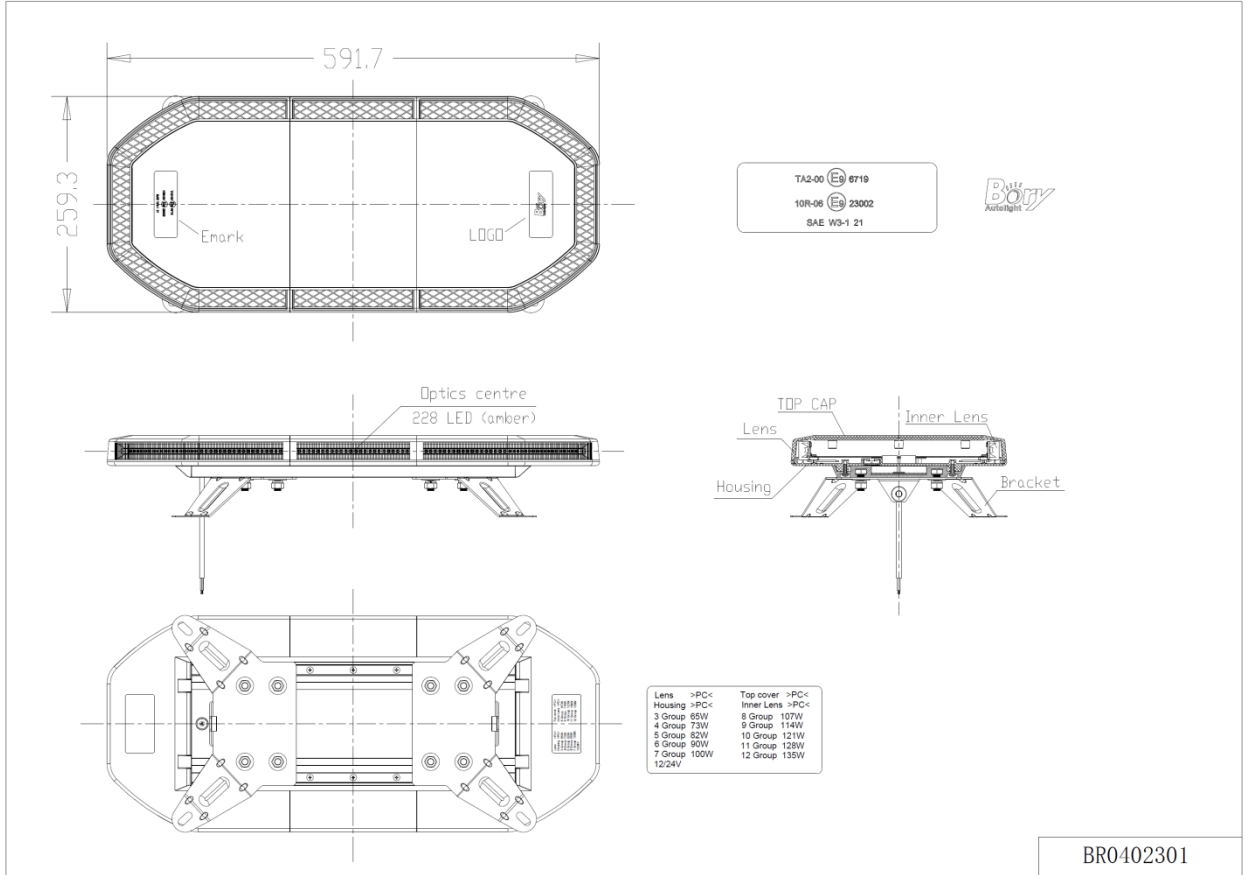 591.7
259.3
Emark
LOGO
TA2-00 E9 6719
10R-06 E9 23002
SAE W3-1 21
Bory
Autolight
Optics centre
228 LED (amber)
TOP CAP
Inner Lens
Lens
Housing
Bracket
Lens >PC< Top cover >PC<
Housing >PC< Inner Lens >PC<
3 Group 65W 8 Group 107W
4 Group 73W 9 Group 114W
5 Group 82W 10 Group 121W
6 Group 90W 11 Group 128W
7 Group 100W 12 Group 135W
12/24V
BR0402301